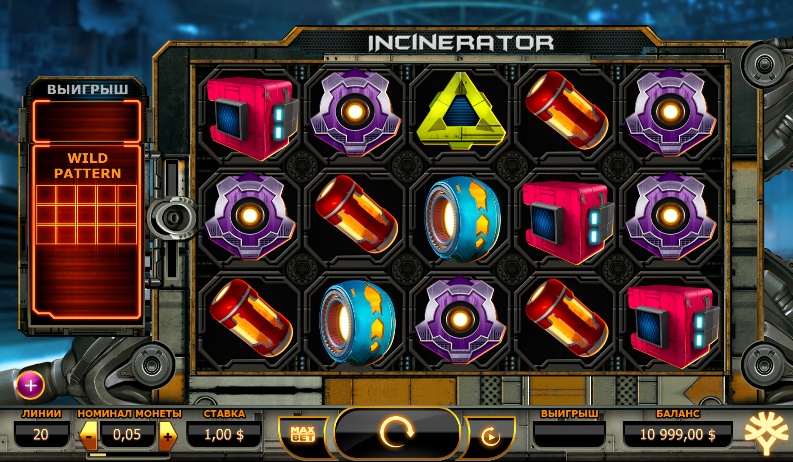 INCINERATOR
ВЫИГРЫШ
WILD
PATTERN
ЛИНИИ НОМИНАЛ МОНЕТЫ СТАВКА ВЫИГРЫШ БАЛАНС
20 - 0,05 + 1,00 $ MAX BET 10 999,00 $